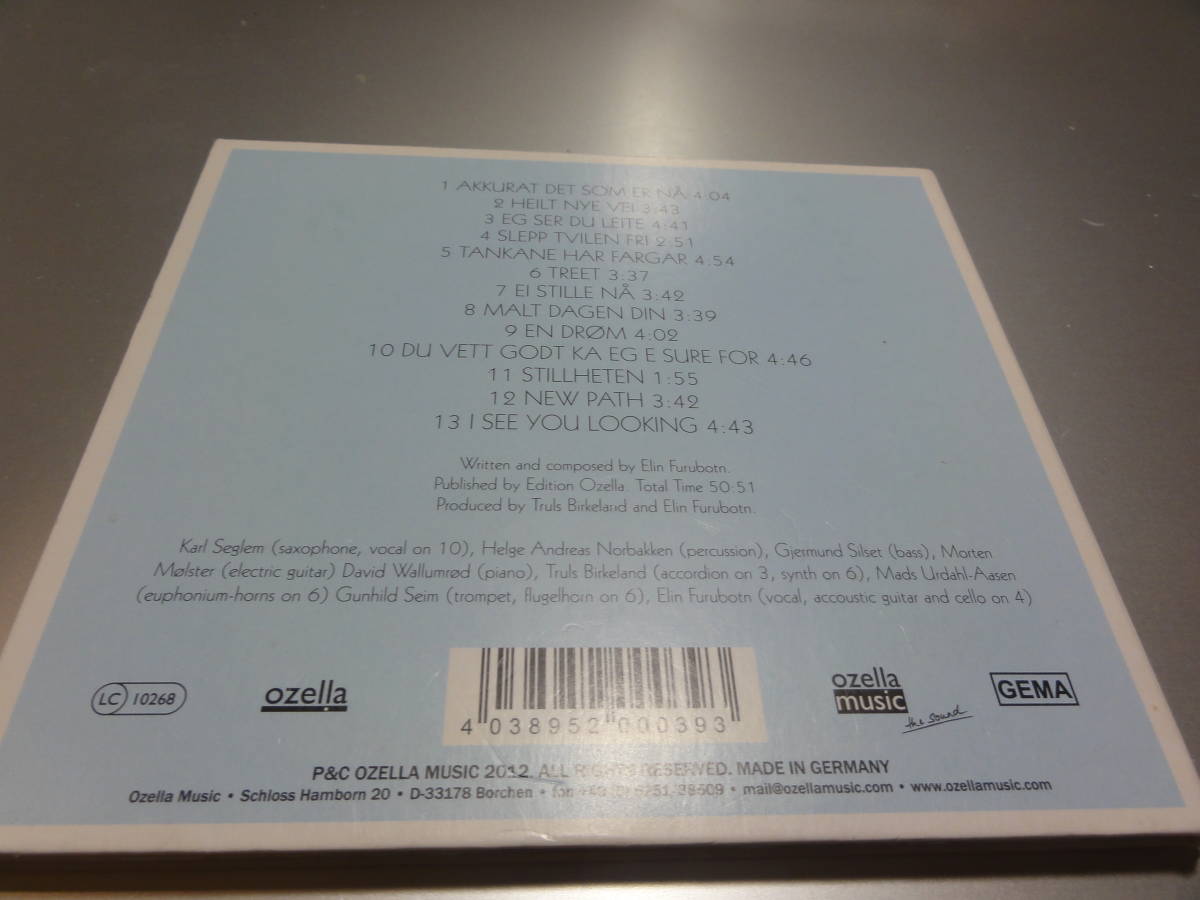 1 AKKURAT DET SOM ER NÅ 4:04
2 HEILT NYE VEI 3:43
3 EG SER DU LEITE 4:41
4 SLEPP TVILEN FRI 2:51
5 TANKANE HAR FARGAR 4:54
6 TREET 3:37
7 EI STILLE NÅ 3:42
8 MALT DAGEN DIN 3:39
9 EN DRØM 4:02
10 DU VETT GODT KA EG E SURE FOR 4:46
11 STILLHETEN 1:55
12 NEW PATH 3:42
13 I SEE YOU LOOKING 4:43
Written and composed by Elin Furubotn.
Published by Edition Ozella. Total Time 50:51
Produced by Truls Birkeland and Elin Furubotn.
Karl Seglem (saxophone, vocal on 10), Helge Andreas Norbakken (percussion), Gjermund Silset (bass), Morten
Mølster (electric guitar) David Wallumrød (piano), Truls Birkeland (accordion on 3, synth on 6), Mads Urdahl-Aasen
(euphonium-horns on 6) Gunhild Seim (trompet, flugelhorn on 6), Elin Furubotn (vocal, accoustic guitar and cello on 4)
LC 10268
ozella
4 038952 000393
ozella
music
the sound
GEMA
P&C OZELLA MUSIC 2012. ALL RIGHTS RESERVED. MADE IN GERMANY
Ozella Music • Schloss Hamborn 20 • D-33178 Borchen • fon +49 (0) 5251 38609 • mail@ozellamusic.com • www.ozellamusic.com